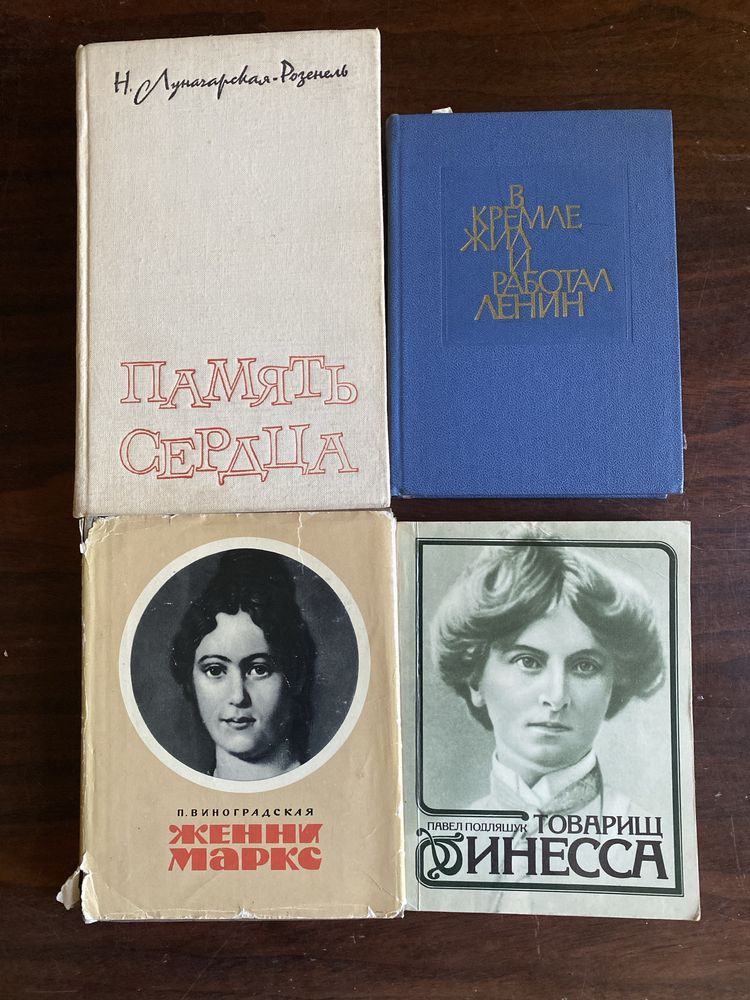 Н. Луначарская-Розенель
ПАМЯТЬ
СЕРДЦА
В
КРЕМЛЕ
ЖИЛ
И
РАБОТАЛ
ЛЕНИН
П. ВИНОГРАДСКАЯ
ЖЕННИ
МАРКС
ПАВЕЛ ПОДЛЯЩУК
ТОВАРИЩ
ИНЕССА